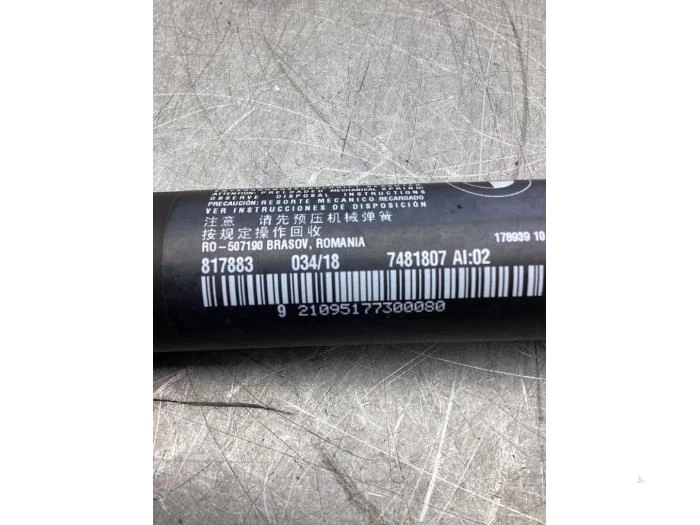 ATTENTION: PRELOADED MECHANICAL SPRING!
OBSERVE DISPOSAL INSTRUCTIONS
PRECAUCIÓN: RESORTE MECANICO RECARGADO
VER INSTRUCCIONES DE DISPOSICIÓN
注意 请先预压机械弹簧
按规定操作回收
RO-507190 BRASOV, ROMANIA
178939 10
817883 034/18 7481807 AI:02
9 21095177300080